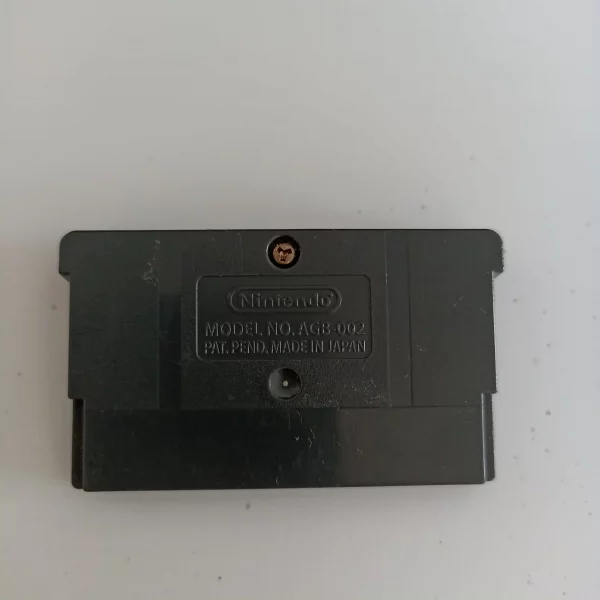 Nintendo
MODEL NO. AGB-002
PAT. PEND. MADE IN JAPAN